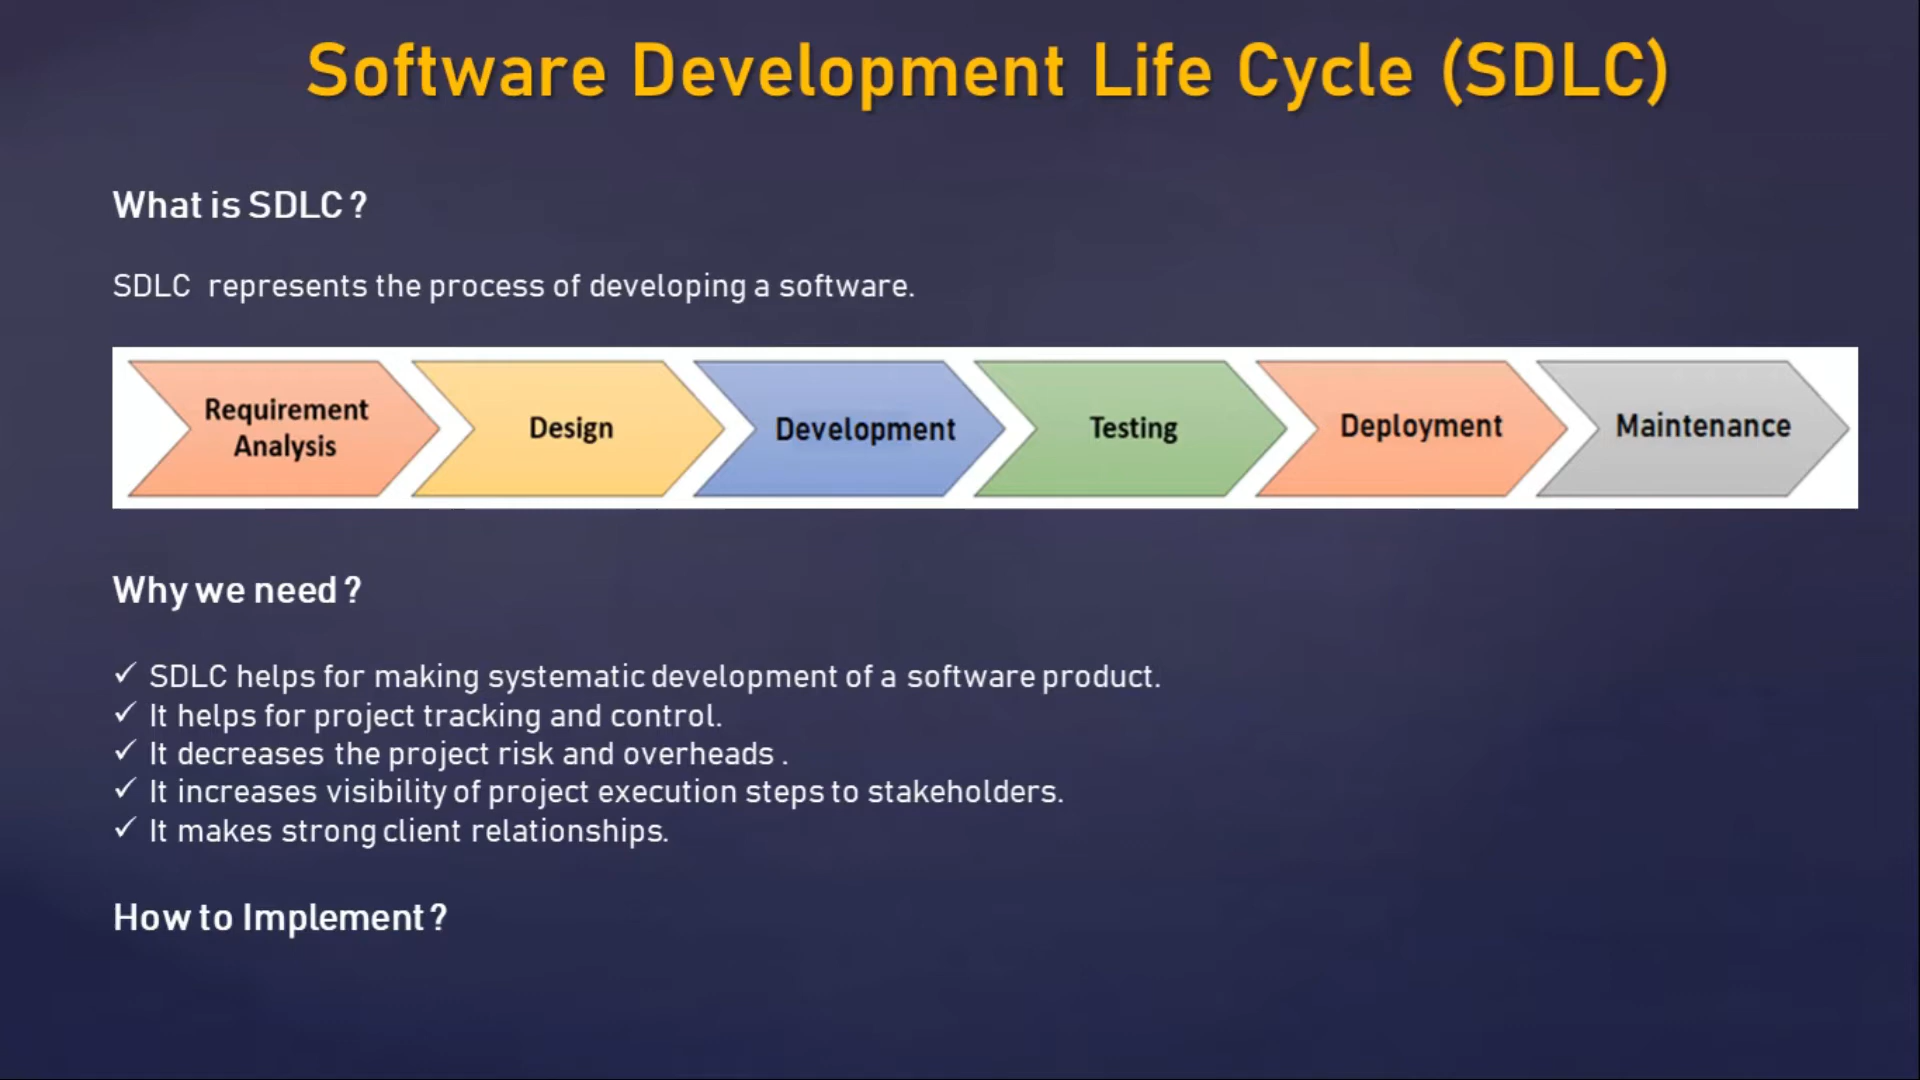 Software Development Life Cycle (SDLC)
What is SDLC ?
SDLC represents the process of developing a software.
Requirement
Analysis
Design
Development
Testing
Deployment
Maintenance
Why we need ?
✓ SDLC helps for making systematic development of a software product.
✓ It helps for project tracking and control.
✓ It decreases the project risk and overheads .
✓ It increases visibility of project execution steps to stakeholders.
✓ It makes strong client relationships.
How to Implement ?